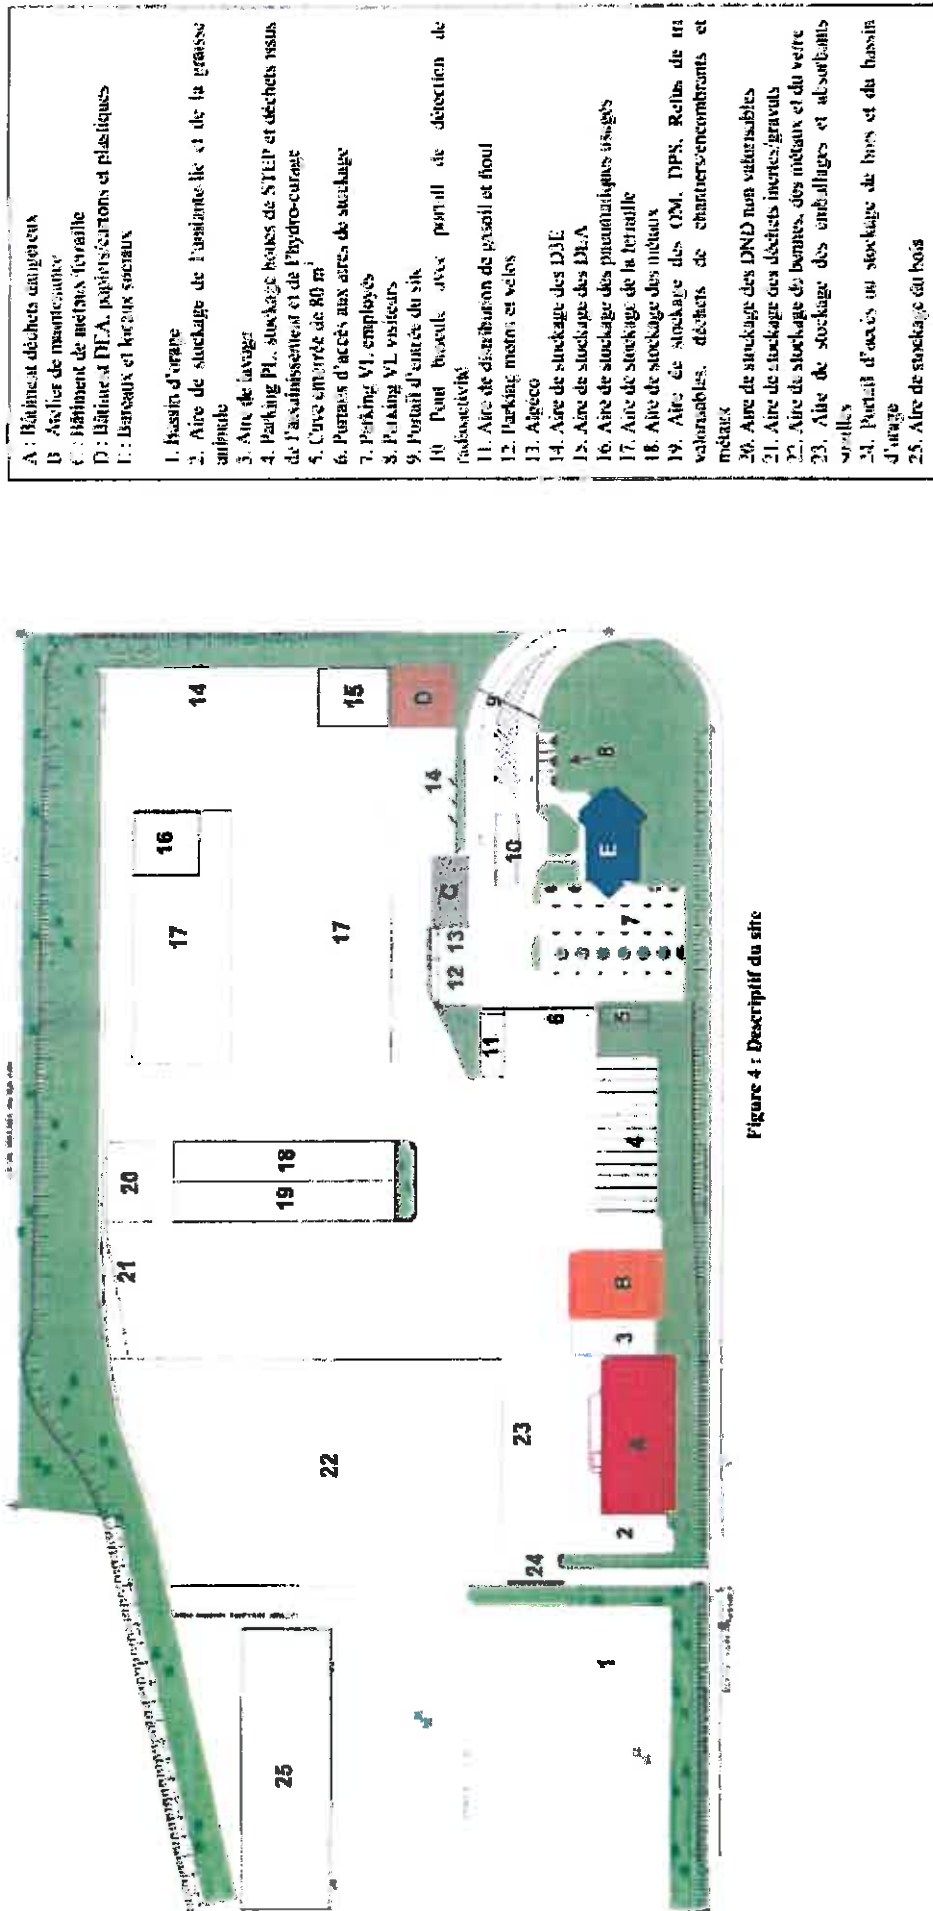 A : Bâtiment déchets dangereux
B Atelier de maintenance
C : Bâtiment de métaux/ferraille
D : Bâtiment DEA, papiers/cartons et plastiques
E : Bureaux et locaux sociaux
1. Bassin d'orage
2. Aire de stockage de l'amiante-lié et de la graisse
animale
3. Aire de lavage
4. Parking PL, stockage boues de STEP et déchets issus
de l'assainissement et de l'hydro-curage
5. Cuve enterrée de 80 m³
6. Portails d'accès aux aires de stockage
7. Parking VL employés
8. Parking VL visiteurs
9. Portail d'entrée du site
10 Pont bascule avec portail de détection de
radioactivité
11. Aire de distribution de gasoil et fioul
12. Parking motos et vélos
13. Ageco
14. Aire de stockage des D3E
15. Aire de stockage des DEA
16. Aire de stockage des pneumatiques usagés
17. Aire de stockage de la ferraille
18. Aire de stockage des métaux
19. Aire de stockage des OM, DPS, Refus de tri
valorisables, déchets de chantiers/encombrants et
métaux
20. Aire de stockage des DND non valorisables
21. Aire de stockage des déchets inertes/gravats
22. Aire de stockage de bennes, des métaux et du verre
23. Aire de stockage des emballages et absorbants
souillés
24. Portail d'accès au stockage de bois et du bassin
d'orage
25. Aire de stockage du bois
14
15
D
16
17
17
14
C
13
12
9
10
8
E
7
11
6
5
20
18
19
4
21
B
3
22
23
A
2
24
1
25
Figure 4 : Descriptif du site